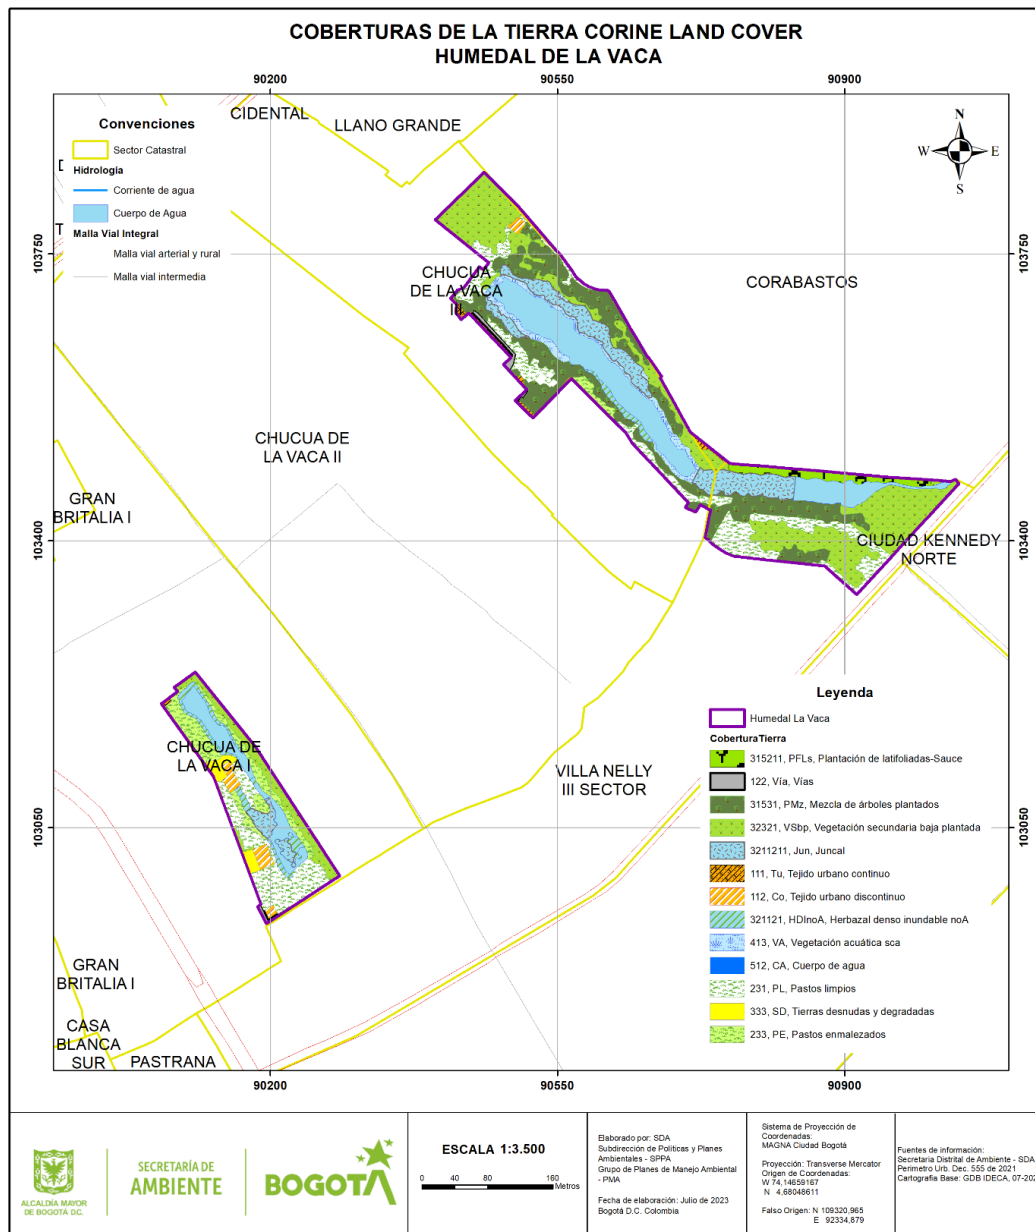 COBERTURAS DE LA TIERRA CORINE LAND COVER
HUMEDAL DE LA VACA
90200
90550
90900
Convenciones
Sector Catastral
Hidrología
Corriente de agua
Cuerpo de Agua
Malla Vial Integral
Malla vial arterial y rural
Malla vial intermedia
CIDENTAL
LLANO GRANDE
N
W
E
S
103750
103750
CHUCUA
DE LA VACA
III
CORABASTOS
CHUCUA DE
LA VACA II
GRAN
BRITALIA I
103400
103400
CIUDAD KENNEDY
NORTE
CHUCUA DE
LA VACA I
VILLA NELLY
III SECTOR
103050
103050
GRAN
BRITALIA I
CASA
BLANCA
SUR
PASTRANA
Leyenda
Humedal La Vaca
CoberturaTierra
315211, PFLs, Plantación de latifoliadas-Sauce
122, Vía, Vías
31531, PMz, Mezcla de árboles plantados
32321, VSbp, Vegetación secundaria baja plantada
3211211, Jun, Juncal
111, Tu, Tejido urbano continuo
112, Co, Tejido urbano discontinuo
321121, HDInoA, Herbazal denso inundable noA
413, VA, Vegetación acuática sca
512, CA, Cuerpo de agua
231, PL, Pastos limpios
333, SD, Tierras desnudas y degradadas
233, PE, Pastos enmalezados
90200
90550
90900
ALCALDÍA MAYOR
DE BOGOTÁ D.C.
SECRETARÍA DE
AMBIENTE
BOGOTÁ
ESCALA 1:3.500
0 40 80 160
Metros
Elaborado por: SDA
Subdirección de Políticas y Planes
Ambientales - SPPA
Grupo de Planes de Manejo Ambiental
- PMA
Fecha de elaboración: Julio de 2023
Bogotá D.C. Colombia
Sistema de Proyección de
Coordenadas:
MAGNA Ciudad Bogotá
Proyección: Transverse Mercator
Origen de Coordenadas:
W 74,14659167
N 4,68048611
Falso Origen: N 109320,965
E 92334,879
Fuentes de información:
Secretaria Distrital de Ambiente - SDA
Perimetro Urb. Dec. 555 de 2021
Cartografia Base: GDB IDECA, 07-202